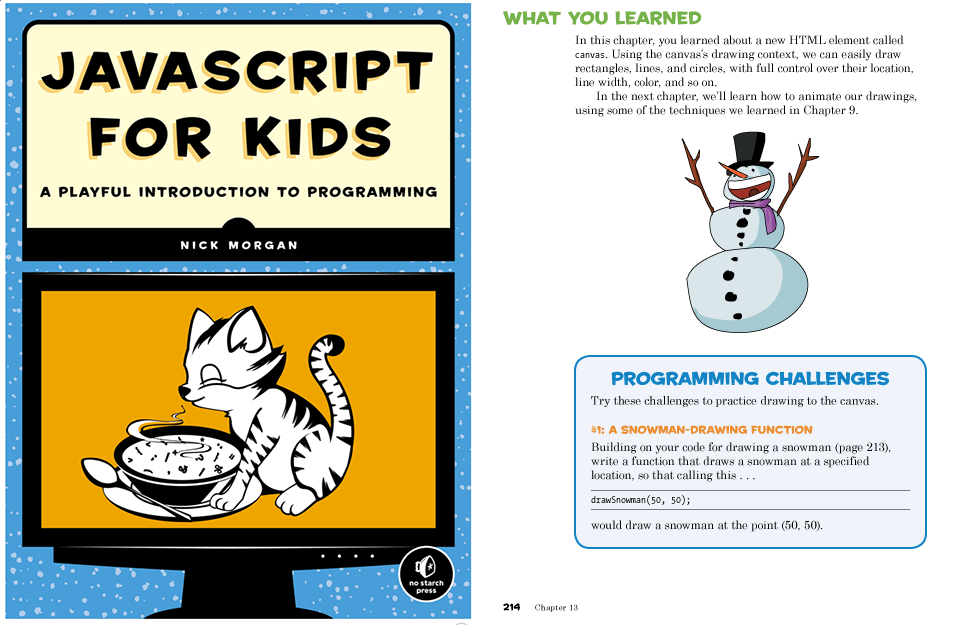 JAVASCRIPT
FOR KIDS
A PLAYFUL INTRODUCTION TO PROGRAMMING
NICK MORGAN
no starch
press
WHAT YOU LEARNED
In this chapter, you learned about a new HTML element called
canvas. Using the canvas’s drawing context, we can easily draw
rectangles, lines, and circles, with full control over their location,
line width, color, and so on.
In the next chapter, we’ll learn how to animate our drawings,
using some of the techniques we learned in Chapter 9.
PROGRAMMING CHALLENGES
Try these challenges to practice drawing to the canvas.
#1: A SNOWMAN-DRAWING FUNCTION
Building on your code for drawing a snowman (page 213),
write a function that draws a snowman at a specified
location, so that calling this . . .
drawSnowman(50, 50);
would draw a snowman at the point (50, 50).
214 Chapter 13